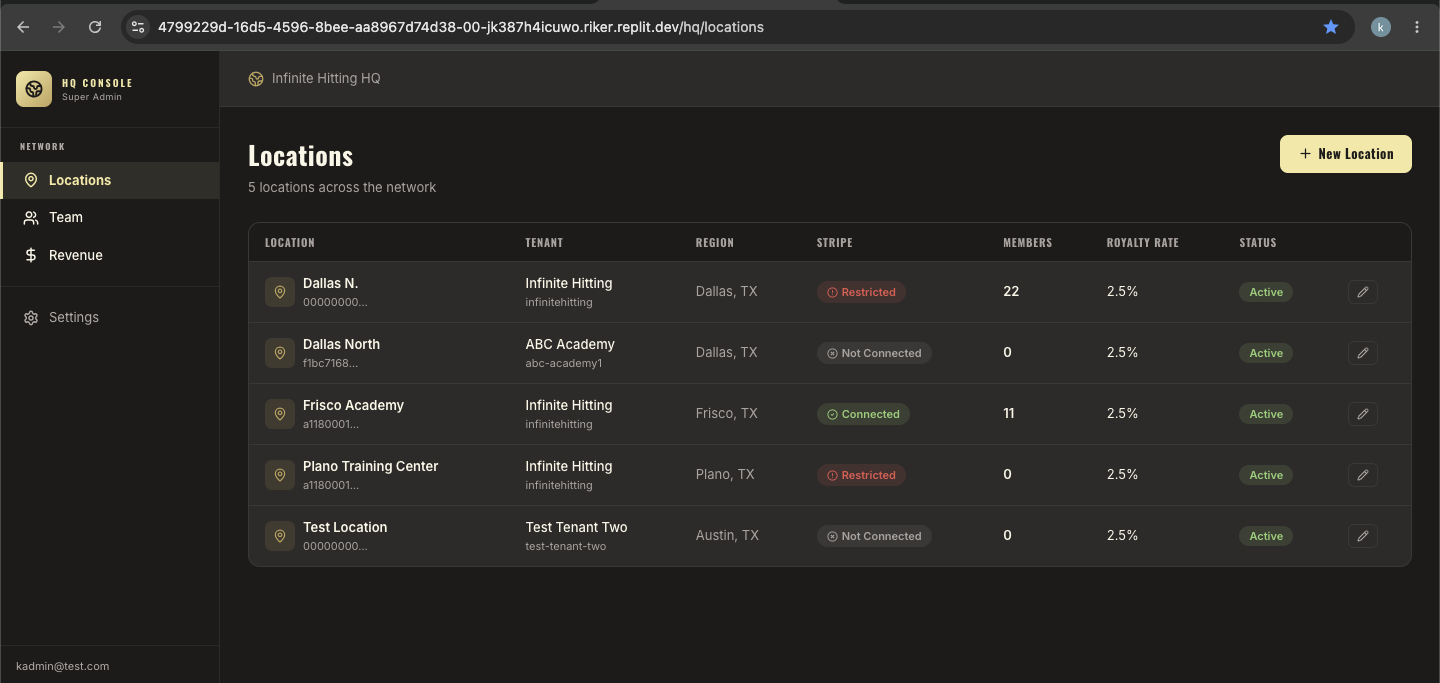 4799229d-16d5-4596-8bee-aa8967d74d38-00-jk387h4icuwo.riker.replit.dev/hq/locations
k
HQ CONSOLE
Super Admin
Infinite Hitting HQ
NETWORK
Locations
Team
Revenue
Settings
kadmin@test.com
Locations
5 locations across the network
+ New Location
LOCATION TENANT REGION STRIPE MEMBERS ROYALTY RATE STATUS
Dallas N. Infinite Hitting Dallas, TX Restricted 22 2.5% Active
00000000... infinitehitting
Dallas North ABC Academy Dallas, TX Not Connected 0 2.5% Active
f1bc7168... abc-academy1
Frisco Academy Infinite Hitting Frisco, TX Connected 11 2.5% Active
a1180001... infinitehitting
Plano Training Center Infinite Hitting Plano, TX Restricted 0 2.5% Active
a1180001... infinitehitting
Test Location Test Tenant Two Austin, TX Not Connected 0 2.5% Active
00000000... test-tenant-two